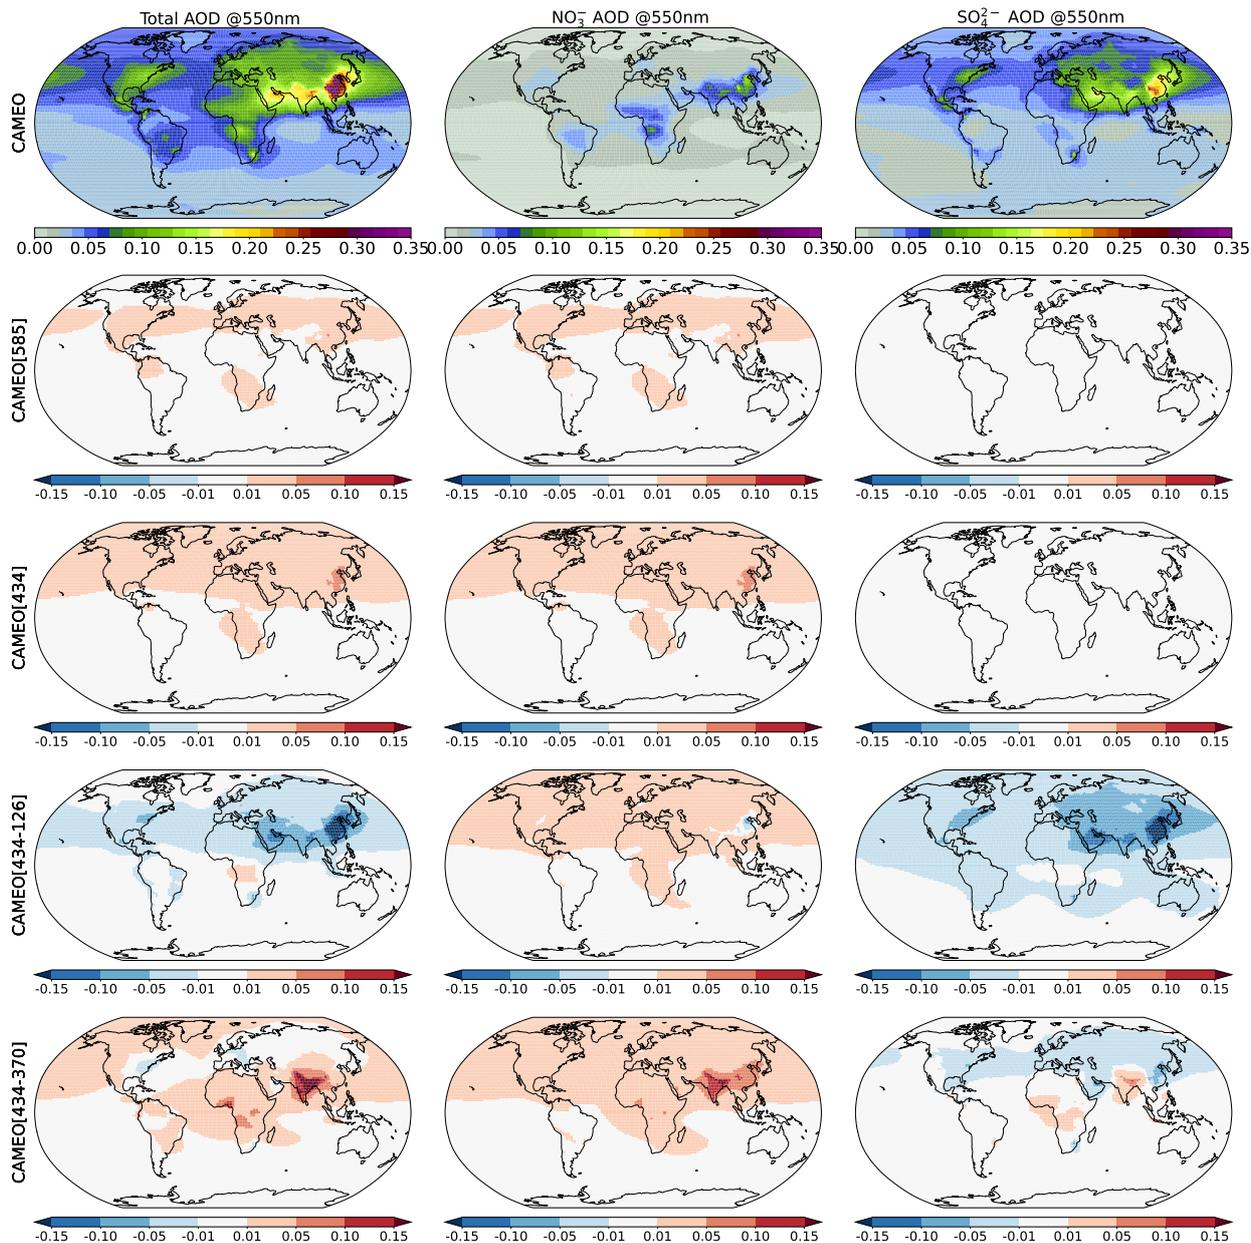 Total AOD @550nm NO₃⁻ AOD @550nm SO₄²⁻ AOD @550nm
CAMEO
0.00 0.05 0.10 0.15 0.20 0.25 0.30 0.35 0.00 0.05 0.10 0.15 0.20 0.25 0.30 0.35 0.00 0.05 0.10 0.15 0.20 0.25 0.30 0.35
CAMEO[585]
-0.15 -0.10 -0.05 -0.01 0.01 0.05 0.10 0.15 -0.15 -0.10 -0.05 -0.01 0.01 0.05 0.10 0.15 -0.15 -0.10 -0.05 -0.01 0.01 0.05 0.10 0.15
CAMEO[434]
-0.15 -0.10 -0.05 -0.01 0.01 0.05 0.10 0.15 -0.15 -0.10 -0.05 -0.01 0.01 0.05 0.10 0.15 -0.15 -0.10 -0.05 -0.01 0.01 0.05 0.10 0.15
CAMEO[434-126]
-0.15 -0.10 -0.05 -0.01 0.01 0.05 0.10 0.15 -0.15 -0.10 -0.05 -0.01 0.01 0.05 0.10 0.15 -0.15 -0.10 -0.05 -0.01 0.01 0.05 0.10 0.15
CAMEO[434-370]
-0.15 -0.10 -0.05 -0.01 0.01 0.05 0.10 0.15 -0.15 -0.10 -0.05 -0.01 0.01 0.05 0.10 0.15 -0.15 -0.10 -0.05 -0.01 0.01 0.05 0.10 0.15